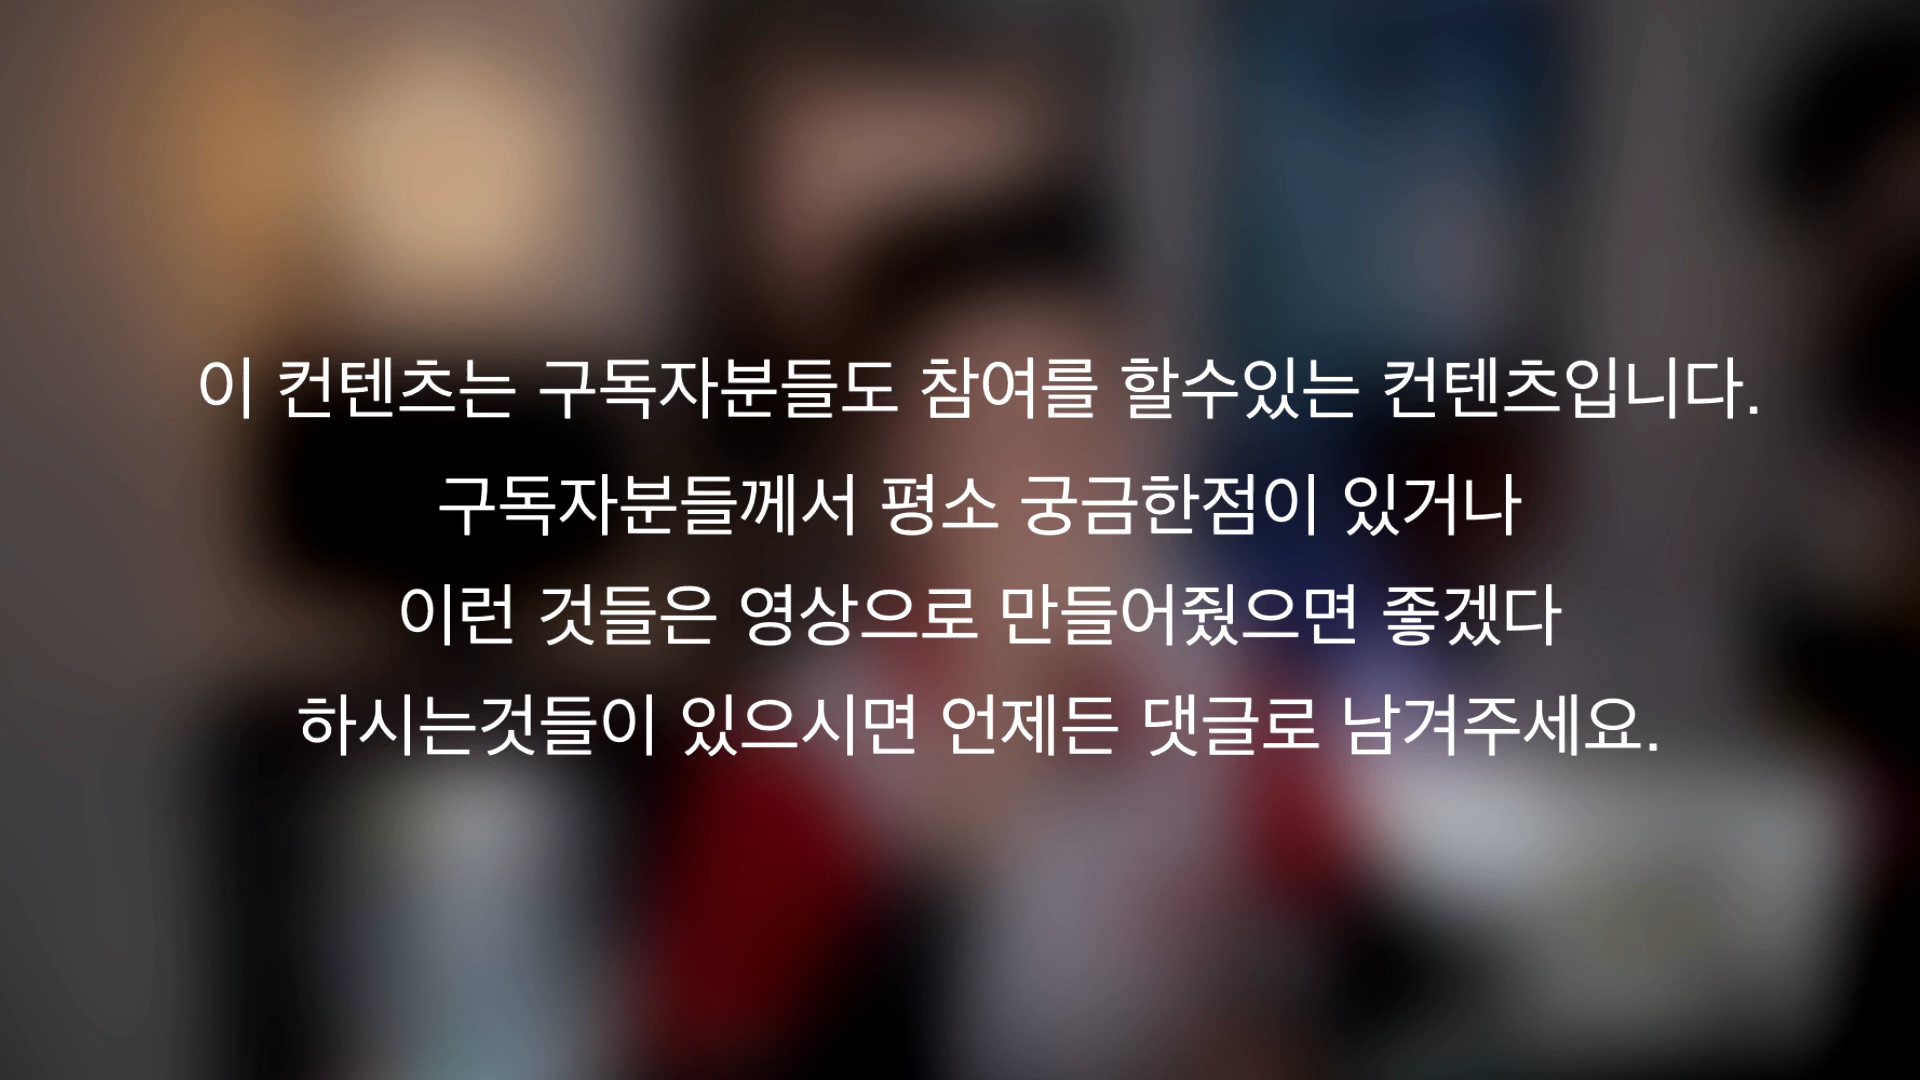 이 컨텐츠는 구독자분들도 참여를 할수있는 컨텐츠입니다.
구독자분들께서 평소 궁금한점이 있거나
이런 것들은 영상으로 만들어줬으면 좋겠다
하시는것들이 있으시면 언제든 댓글로 남겨주세요.